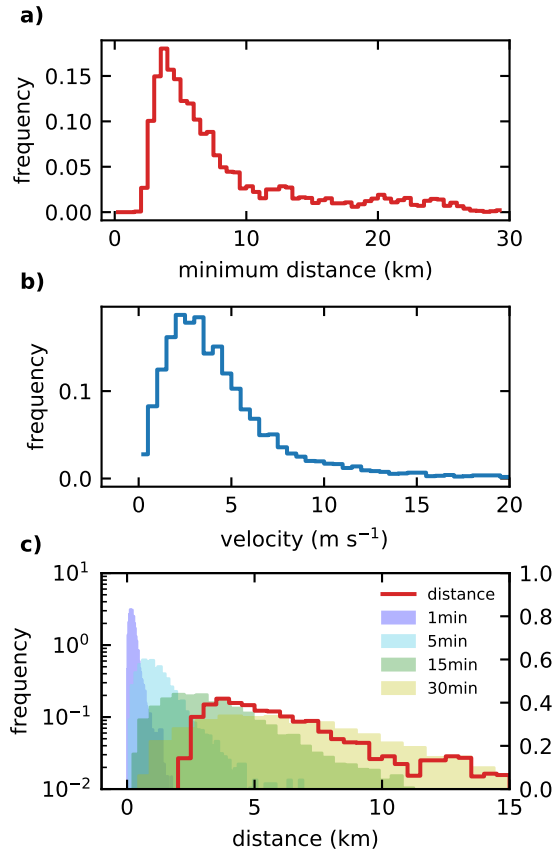 a)
0.15
0.10
0.05
0.00
frequency
0 10 20 30
minimum distance (km)
b)
0.1
0.0
frequency
0 5 10 15 20
velocity (m s⁻¹)
c)
10¹
10⁰
10⁻¹
10⁻²
frequency
distance
1min
5min
15min
30min
1.0
0.8
0.6
0.4
0.2
0.0
0 5 10 15
distance (km)